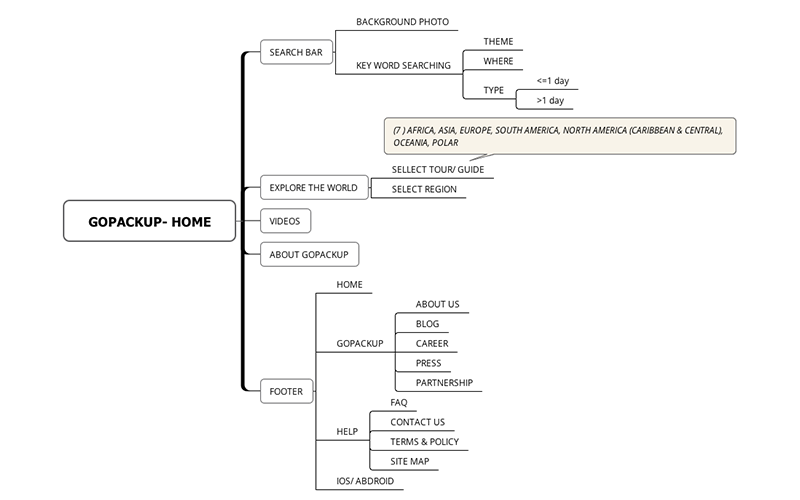 BACKGROUND PHOTO
SEARCH BAR
THEME
KEY WORD SEARCHING
WHERE
TYPE
<=1 day
>1 day
(7 ) AFRICA, ASIA, EUROPE, SOUTH AMERICA, NORTH AMERICA (CARIBBEAN & CENTRAL),
OCEANIA, POLAR
SELLECT TOUR/ GUIDE
EXPLORE THE WORLD
SELECT REGION
GOPACKUP- HOME
VIDEOS
ABOUT GOPACKUP
HOME
ABOUT US
BLOG
GOPACKUP
CAREER
PRESS
PARTNERSHIP
FOOTER
FAQ
CONTACT US
HELP
TERMS & POLICY
SITE MAP
IOS/ ABDROID